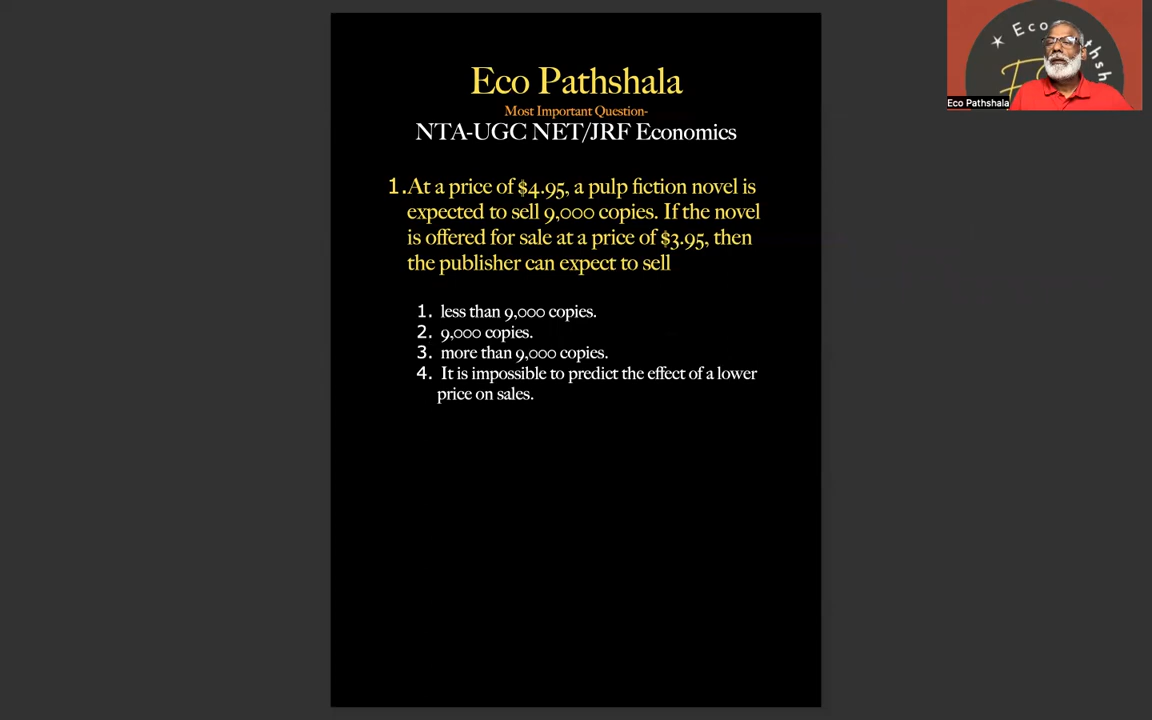 Eco Pathshala
Most Important Question-
NTA-UGC NET/JRF Economics
1.At a price of $4.95, a pulp fiction novel is
expected to sell 9,000 copies. If the novel
is offered for sale at a price of $3.95, then
the publisher can expect to sell
1. less than 9,000 copies.
2. 9,000 copies.
3. more than 9,000 copies.
4. It is impossible to predict the effect of a lower
price on sales.
Eco
Eco Pathshala